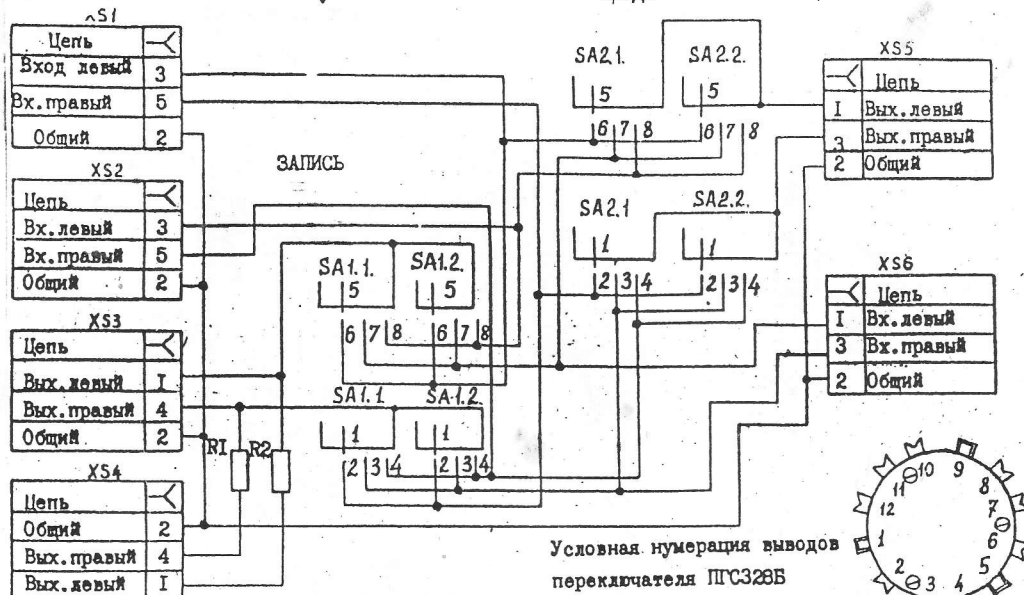 XS1
Цепь
Вход левый 3
Вх.правый 5
Общий 2
XS2
Цепь
Вх.левый 3
Вх.правый 5
Общий 2
XS3
Цепь
Вых.левый I
Вых.правый 4
Общий 2
XS4
Цепь
Общий 2
Вых.правый 4
Вых.левый I
ЗАПИСЬ
R1 R2
SA1.1. SA1.2.
5 5
6 7 8 6 7 8
SA1.1 SA1.2.
1 1
2 3 4 2 3 4
SA2.1. SA2.2.
5 5
6 7 8 6 7 8
SA2.1 SA2.2.
1 1
2 3 4 2 3 4
XS5
Цепь
I Вых.левый
3 Вых.правый
2 Общий
XS6
Цепь
I Вх.левый
3 Вх.правый
2 Общий
Условная нумерация выводов
переключателя ПГС328Б
1 2 3 4 5 6 7 8 9 10 11 12